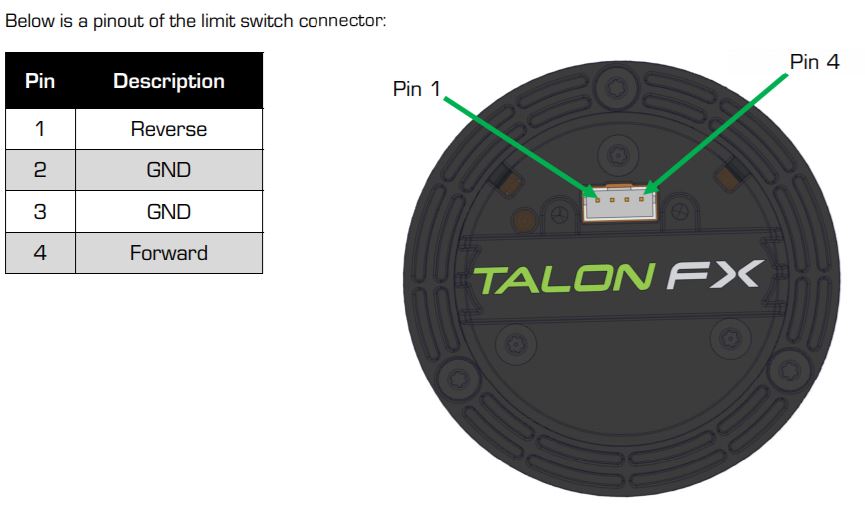 Below is a pinout of the limit switch connector:
Pin Description
1 Reverse
2 GND
3 GND
4 Forward
Pin 1
Pin 4
TALON FX